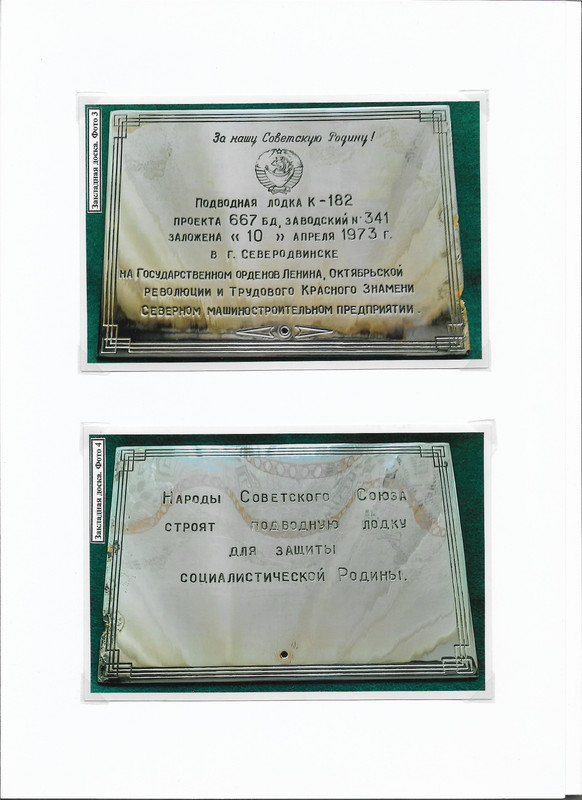 Закладная доска. Фото 3
За нашу Советскую Родину!
Подводная лодка К-182
проекта 667 БД, заводский № 341
заложена «10» апреля 1973 г.
в г. Северодвинске
на Государственном орденов Ленина, Октябрьской
революции и Трудового Красного Знамени
Северном машиностроительном предприятии.
Закладная доска. Фото 4
Народы Советского Союза
строят подводную лодку
для защиты
социалистической Родины.